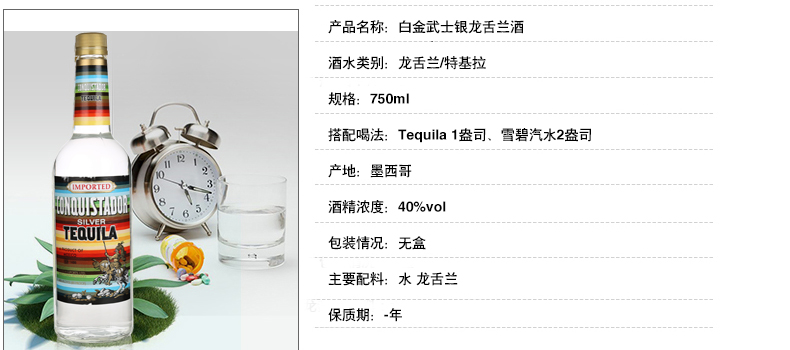 IMPORTED
CONQUISTADOR
SILVER
TEQUILA
产品名称：白金武士银龙舌兰酒
酒水类别：龙舌兰/特基拉
规格：750ml
搭配喝法：Tequila 1盎司、雪碧汽水2盎司
产地：墨西哥
酒精浓度：40%vol
包装情况：无盒
主要配料：水 龙舌兰
保质期：-年